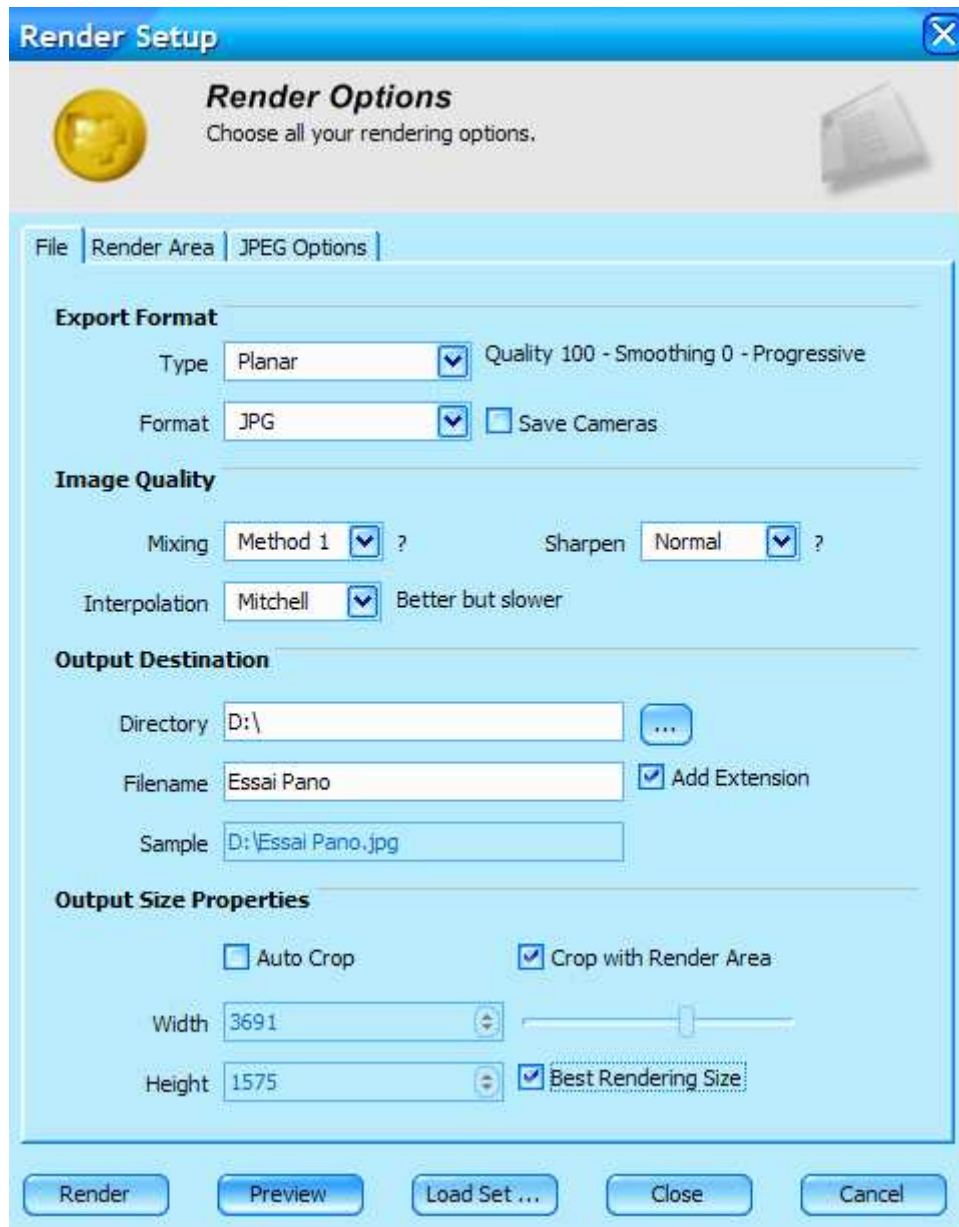 Render Setup
Render Options
Choose all your rendering options.
File Render Area JPEG Options
Export Format
Type Planar Quality 100 - Smoothing 0 - Progressive
Format JPG Save Cameras
Image Quality
Mixing Method 1 ? Sharpen Normal ?
Interpolation Mitchell Better but slower
Output Destination
Directory D:\ ...
Filename Essai Pano Add Extension
Sample D:\Essai Pano.jpg
Output Size Properties
Auto Crop Crop with Render Area
Width 3691
Height 1575 Best Rendering Size
Render Preview Load Set ... Close Cancel